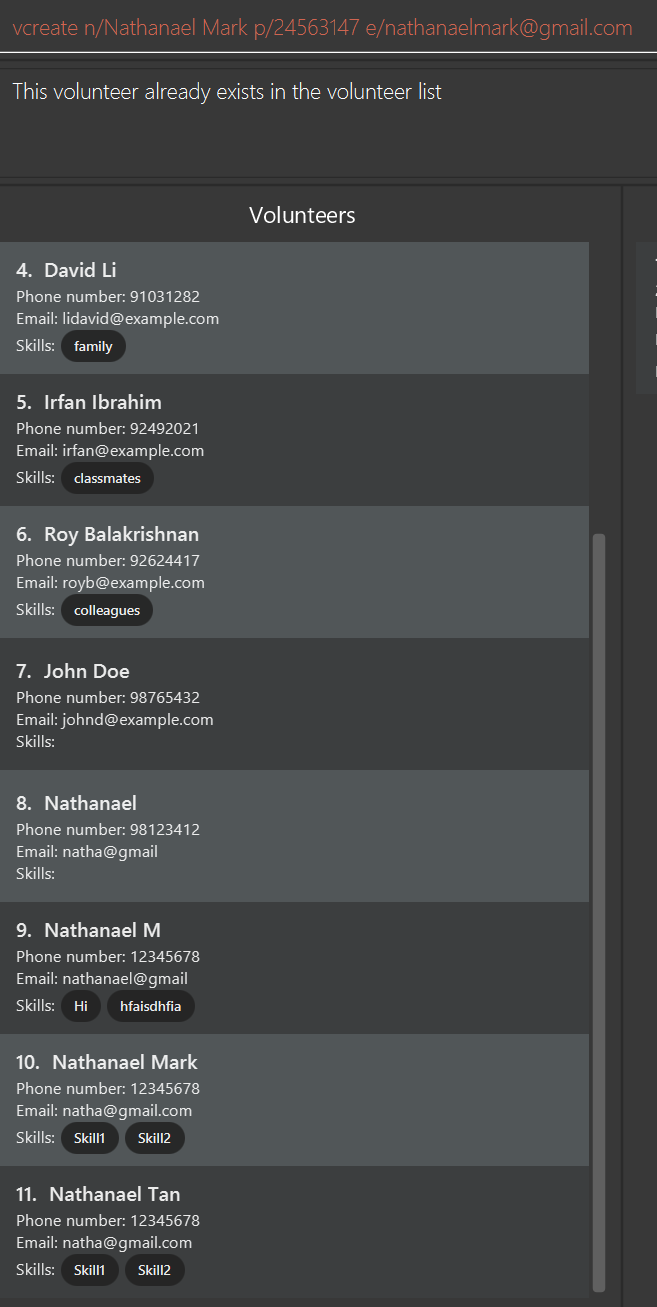 vcreate n/Nathanael Mark p/24563147 e/nathanaelmark@gmail.com
This volunteer already exists in the volunteer list
Volunteers
4. David Li
Phone number: 91031282
Email: lidavid@example.com
Skills: family
5. Irfan Ibrahim
Phone number: 92492021
Email: irfan@example.com
Skills: classmates
6. Roy Balakrishnan
Phone number: 92624417
Email: royb@example.com
Skills: colleagues
7. John Doe
Phone number: 98765432
Email: johnd@example.com
Skills:
8. Nathanael
Phone number: 98123412
Email: natha@gmail
Skills:
9. Nathanael M
Phone number: 12345678
Email: nathanael@gmail
Skills: Hi hfaisdhfia
10. Nathanael Mark
Phone number: 12345678
Email: natha@gmail.com
Skills: Skill1 Skill2
11. Nathanael Tan
Phone number: 12345678
Email: natha@gmail.com
Skills: Skill1 Skill2